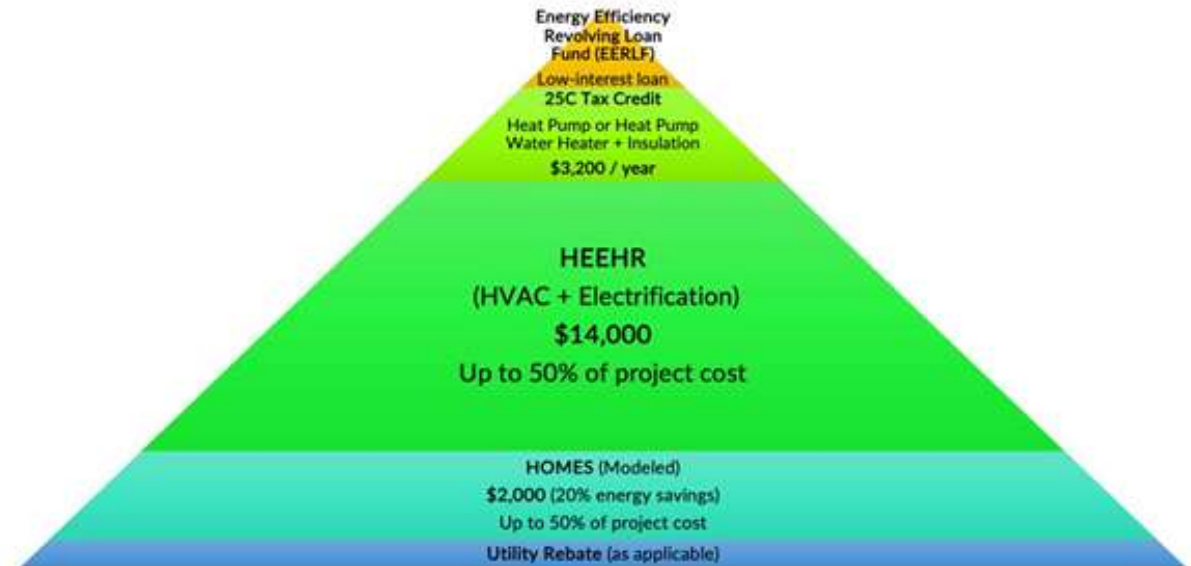 Energy Efficiency
Revolving Loan
Fund (EERLF)
Low-interest loan
25C Tax Credit
Heat Pump or Heat Pump
Water Heater + Insulation
$3,200 / year
HEEHR
(HVAC + Electrification)
$14,000
Up to 50% of project cost
HOMES (Modeled)
$2,000 (20% energy savings)
Up to 50% of project cost
Utility Rebate (as applicable)